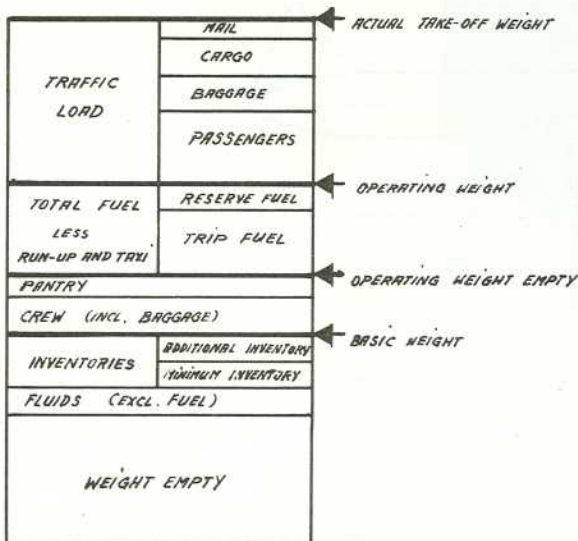 MAIL
ACTUAL TAKE-OFF WEIGHT
CARGO
TRAFFIC
LOAD
BAGGAGE
PASSENGERS
OPERATING WEIGHT
TOTAL FUEL
LESS
RUN-UP AND TAXI
RESERVE FUEL
TRIP FUEL
OPERATING WEIGHT EMPTY
PANTRY
CREW (INCL. BAGGAGE)
BASIC WEIGHT
INVENTORIES
ADDITIONAL INVENTORY
MINIMUM INVENTORY
FLUIDS (EXCL. FUEL)
WEIGHT EMPTY